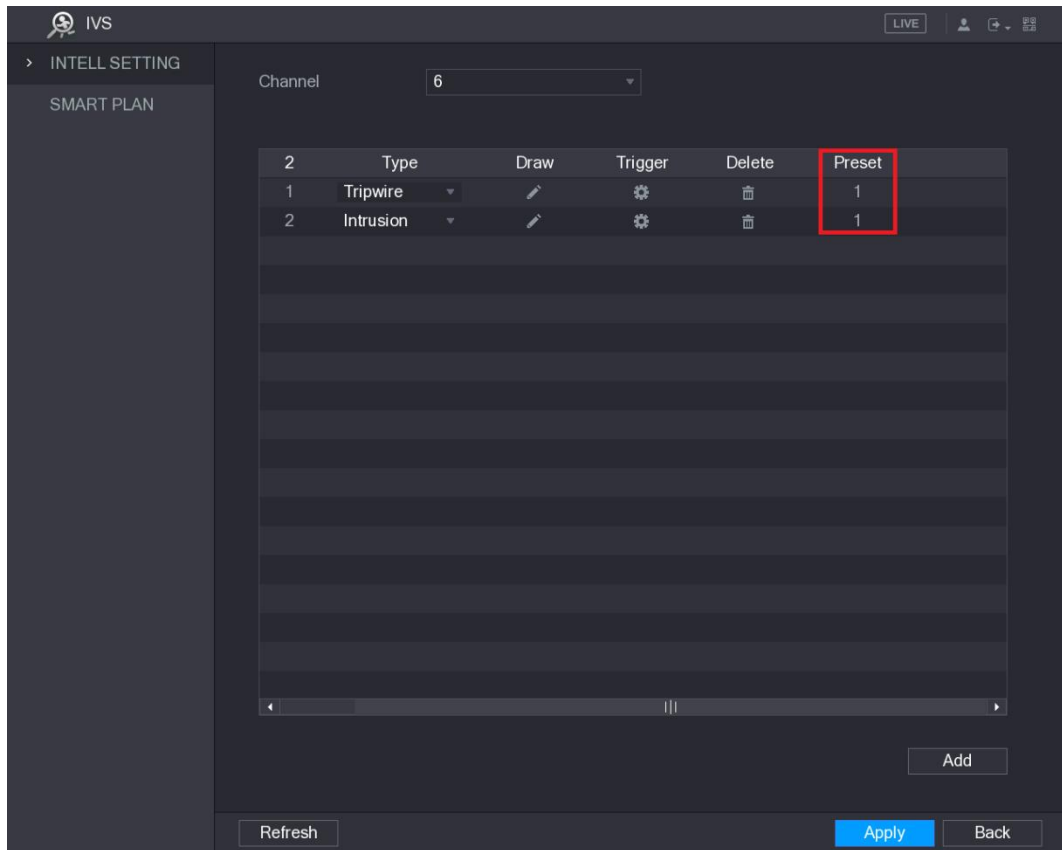 IVS LIVE
INTELL SETTING
SMART PLAN
Channel 6
2 Type Draw Trigger Delete Preset
1 Tripwire 1
2 Intrusion 1
Add
Refresh Apply Back